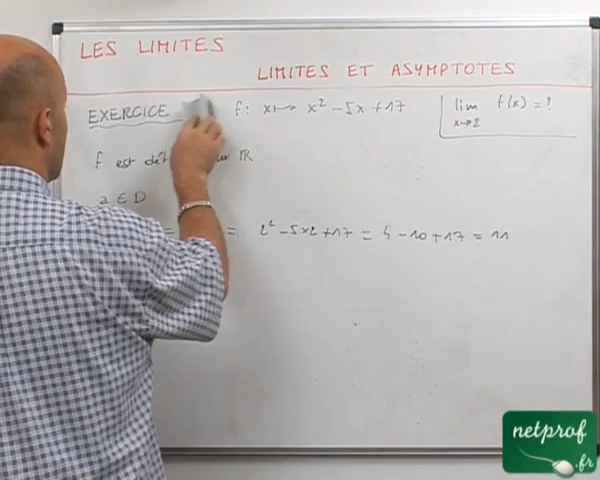 LES LIMITES
LIMITES ET ASYMPTOTES
EXERCICE f: x ↦ x² - 5x + 17 lim f(x) = ?
x→2
f est IR
2 ∈ D
= = 2² - 5×2 + 17 = 4 - 10 + 17 = 11
netprof
.fr